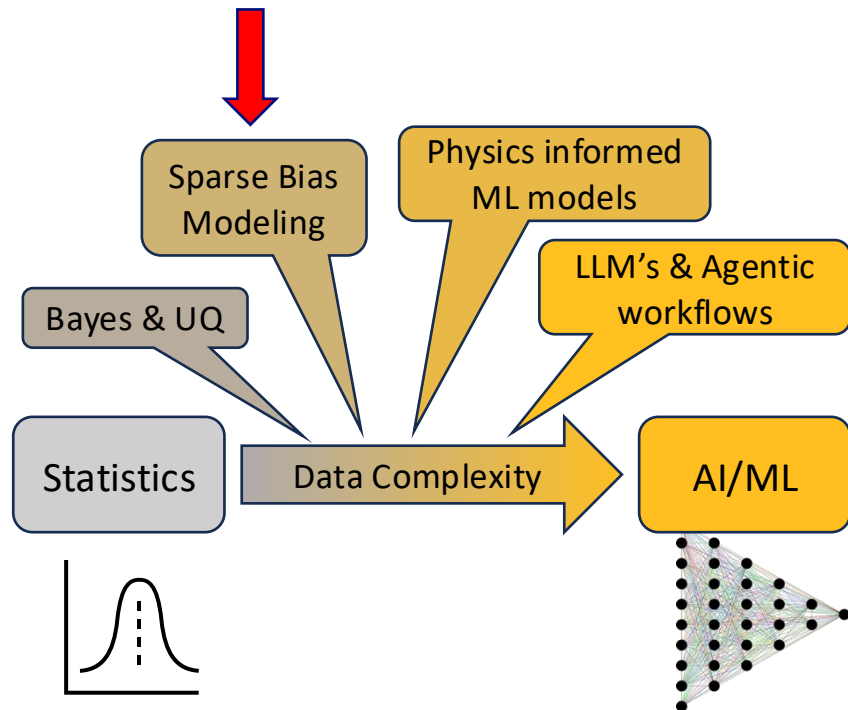 Sparse Bias
Modeling
Physics informed
ML models
LLM's & Agentic
workflows
Bayes & UQ
Statistics
Data Complexity
AI/ML